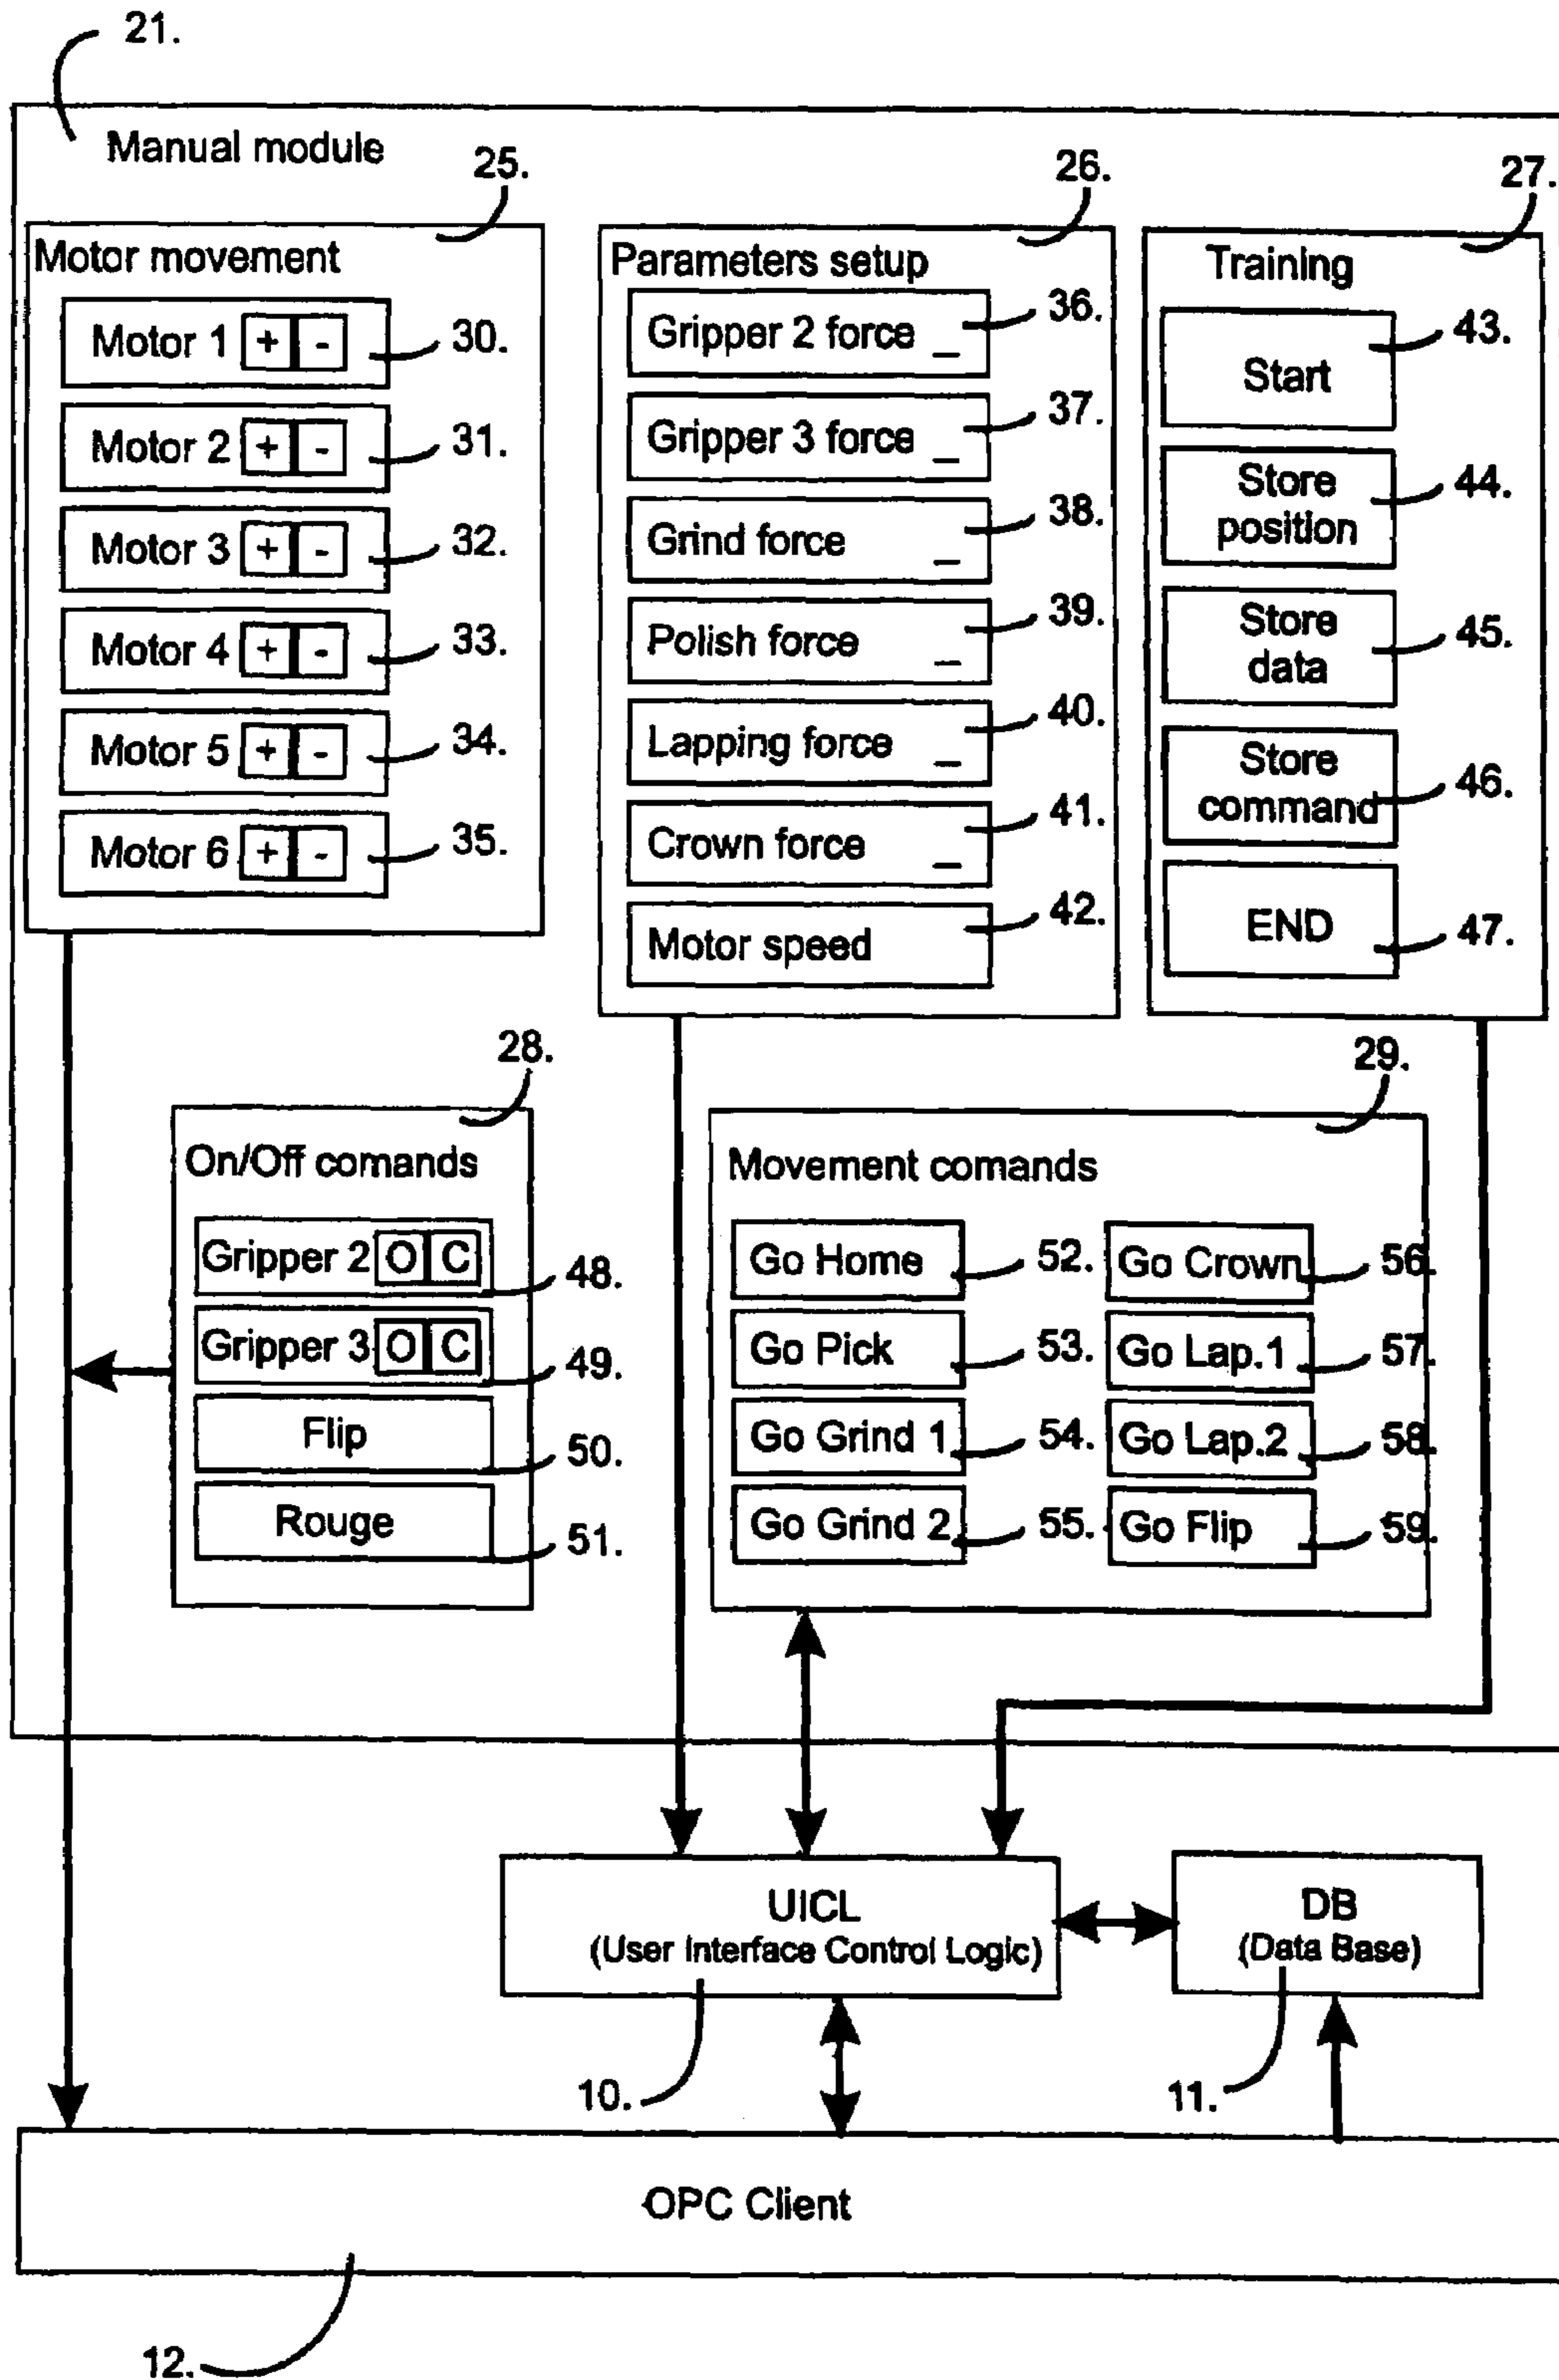 21.
Manual module
25.
Motor movement
Motor 1 + - 30.
Motor 2 + - 31.
Motor 3 + - 32.
Motor 4 + - 33.
Motor 5 + - 34.
Motor 6 + - 35.
26.
Parameters setup
Gripper 2 force _ 36.
Gripper 3 force _ 37.
Grind force _ 38.
Polish force _ 39.
Lapping force _ 40.
Crown force _ 41.
Motor speed 42.
27.
Training
Start 43.
Store
position 44.
Store
data 45.
Store
command 46.
END 47.
28.
On/Off comands
Gripper 2 O C 48.
Gripper 3 O C 49.
Flip 50.
Rouge 51.
29.
Movement comands
Go Home 52. Go Crown 56.
Go Pick 53. Go Lap.1 57.
Go Grind 1 54. Go Lap.2 58.
Go Grind 2 55. Go Flip 59.
UICL
(User Interface Control Logic)
10.
DB
(Data Base)
11.
OPC Client
12.